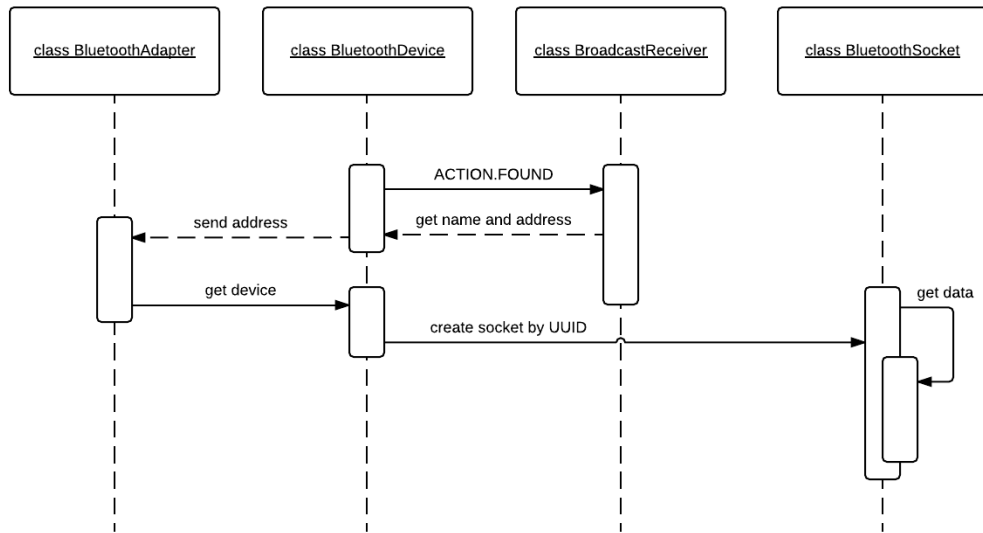 class BluetoothAdapter
class BluetoothDevice
class BroadcastReceiver
class BluetoothSocket
ACTION.FOUND
get name and address
send address
get device
get data
create socket by UUID